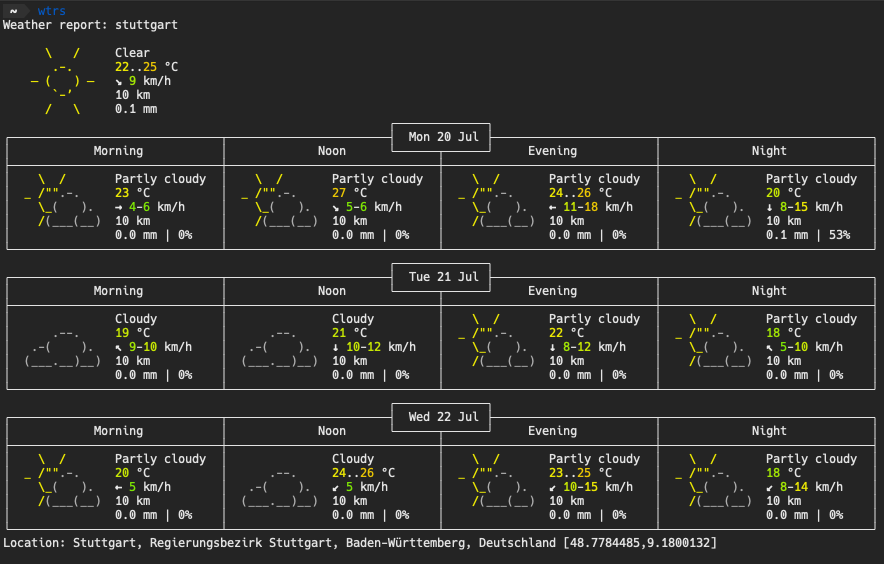 ~ wtrs
Weather report: stuttgart
Clear
22..25 °C
↘ 9 km/h
10 km
0.1 mm
Mon 20 Jul
Morning Noon Evening Night
Partly cloudy Partly cloudy Partly cloudy Partly cloudy
23 °C 27 °C 24..26 °C 20 °C
→ 4-6 km/h ↘ 5-6 km/h ← 11-18 km/h ↓ 8-15 km/h
10 km 10 km 10 km 10 km
0.0 mm | 0% 0.0 mm | 0% 0.0 mm | 0% 0.1 mm | 53%
Tue 21 Jul
Morning Noon Evening Night
Cloudy Cloudy Partly cloudy Partly cloudy
19 °C 21 °C 22 °C 18 °C
↖ 9-10 km/h ↓ 10-12 km/h ↓ 8-12 km/h ↖ 5-10 km/h
10 km 10 km 10 km 10 km
0.0 mm | 0% 0.0 mm | 0% 0.0 mm | 0% 0.0 mm | 0%
Wed 22 Jul
Morning Noon Evening Night
Partly cloudy Cloudy Partly cloudy Partly cloudy
20 °C 24..26 °C 23..25 °C 18 °C
← 5 km/h ↙ 5 km/h ↙ 10-15 km/h ↙ 8-14 km/h
10 km 10 km 10 km 10 km
0.0 mm | 0% 0.0 mm | 0% 0.0 mm | 0% 0.0 mm | 0%
Location: Stuttgart, Regierungsbezirk Stuttgart, Baden-Württemberg, Deutschland [48.7784485,9.1800132]